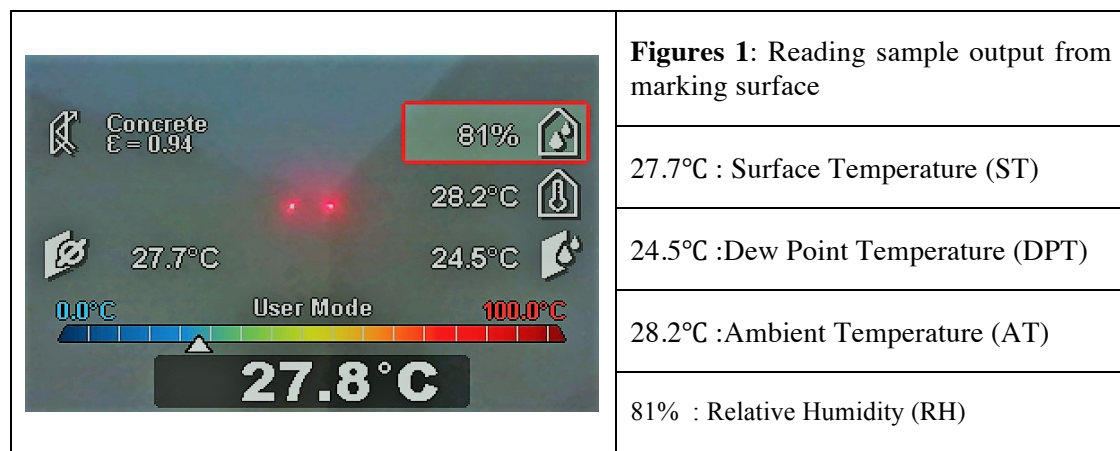 Concrete
ε = 0.94
81%
28.2°C
27.7°C
24.5°C
0.0°C
User Mode
100.0°C
27.8°C
Figures 1: Reading sample output from
marking surface
27.7℃ : Surface Temperature (ST)
24.5℃ :Dew Point Temperature (DPT)
28.2℃ :Ambient Temperature (AT)
81% : Relative Humidity (RH)